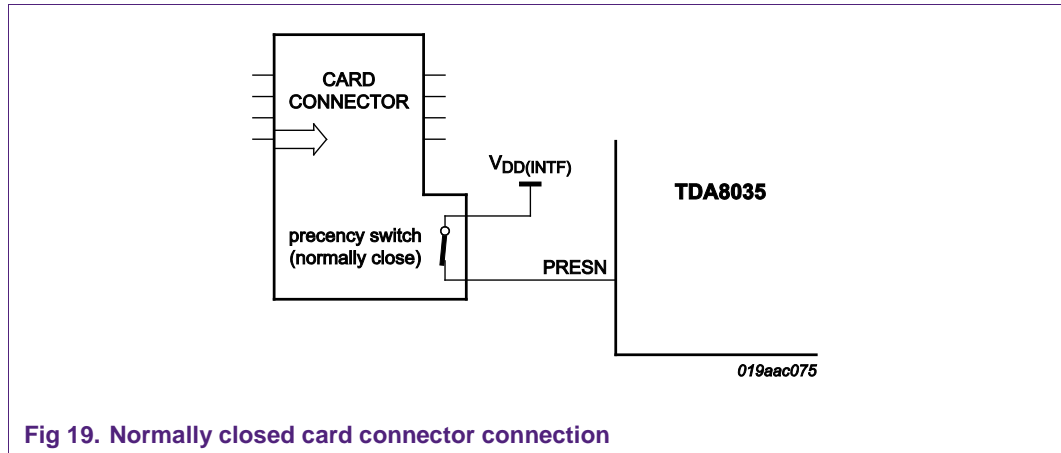 CARD
CONNECTOR
VDD(INTF)
TDA8035
precency switch
(normally close)
PRESN
019aac075
Fig 19. Normally closed card connector connection